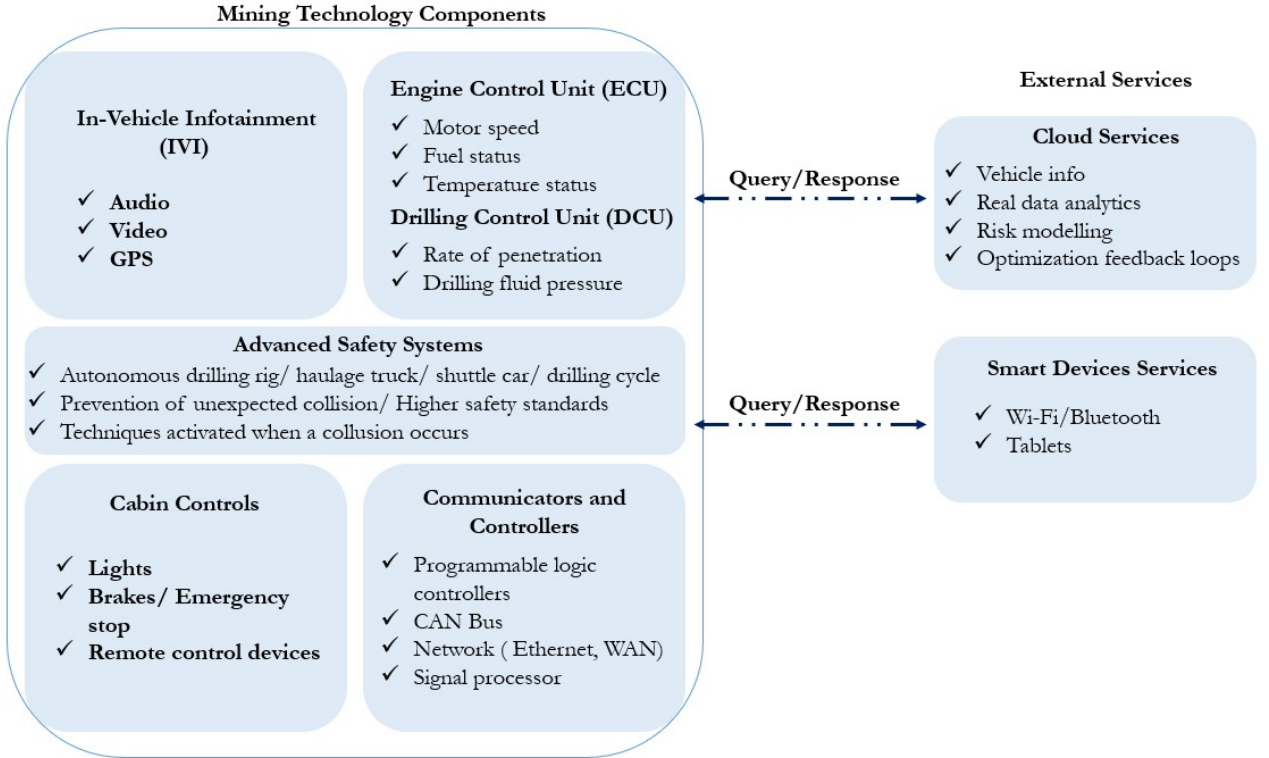 Mining Technology Components
In-Vehicle Infotainment
(IVI)
✓ Audio
✓ Video
✓ GPS
Engine Control Unit (ECU)
✓ Motor speed
✓ Fuel status
✓ Temperature status
Drilling Control Unit (DCU)
✓ Rate of penetration
✓ Drilling fluid pressure
Advanced Safety Systems
✓ Autonomous drilling rig/ haulage truck/ shuttle car/ drilling cycle
✓ Prevention of unexpected collision/ Higher safety standards
✓ Techniques activated when a collusion occurs
Cabin Controls
✓ Lights
✓ Brakes/ Emergency
stop
✓ Remote control devices
Communicators and
Controllers
✓ Programmable logic
controllers
✓ CAN Bus
✓ Network ( Ethernet, WAN)
✓ Signal processor
Query/Response
Query/Response
External Services
Cloud Services
✓ Vehicle info
✓ Real data analytics
✓ Risk modelling
✓ Optimization feedback loops
Smart Devices Services
✓ Wi-Fi/Bluetooth
✓ Tablets